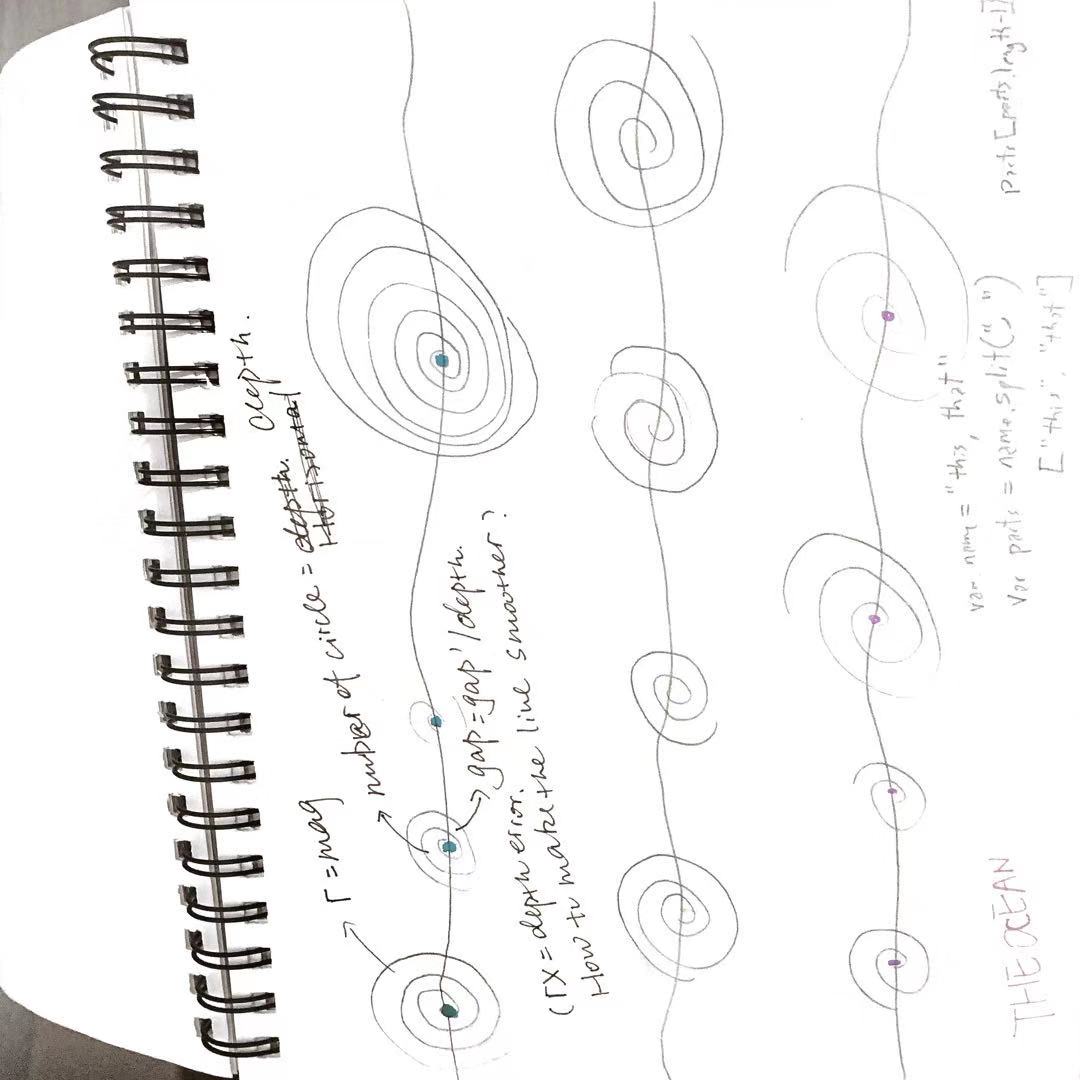 r = mag
number of circle = depth. depth.
Horizontal
gap = gap' / depth.
(rx = depth error.
How to make the line smoother?
THE OCEAN
var name = "this, that"
var parts = name.split(", ")
["this", "that"]
parts[parts.length-1]